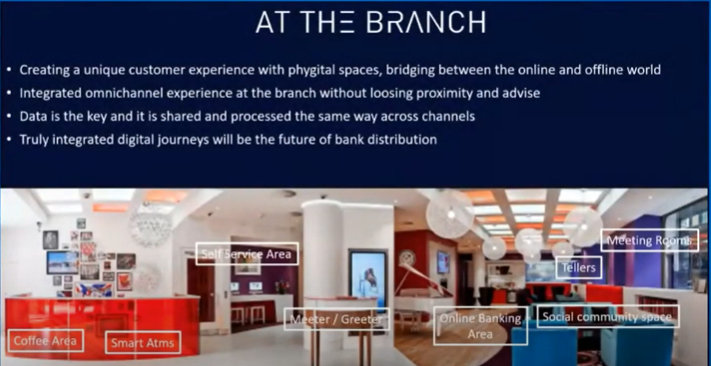 AT THE BRANCH
• Creating a unique customer experience with phygital spaces, bridging between the online and offline world
• Integrated omnichannel experience at the branch without loosing proximity and advise
• Data is the key and it is shared and processed the same way across channels
• Truly integrated digital journeys will be the future of bank distribution
Self Service Area
Meeting Rooms
Tellers
Meeter / Greeter
Online Banking
Area
Social community space
Coffee Area
Smart Atms